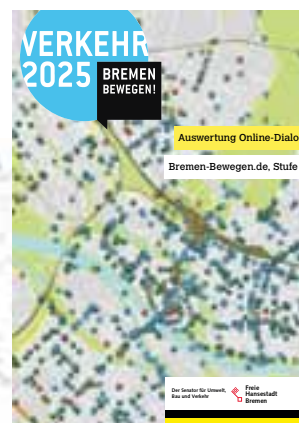 VERKEHR
2025
BREMEN
BEWEGEN!
Auswertung Online-Dialo
Bremen-Bewegen.de, Stufe
Der Senator für Umwelt,
Bau und Verkehr
Freie
Hansestadt
Bremen